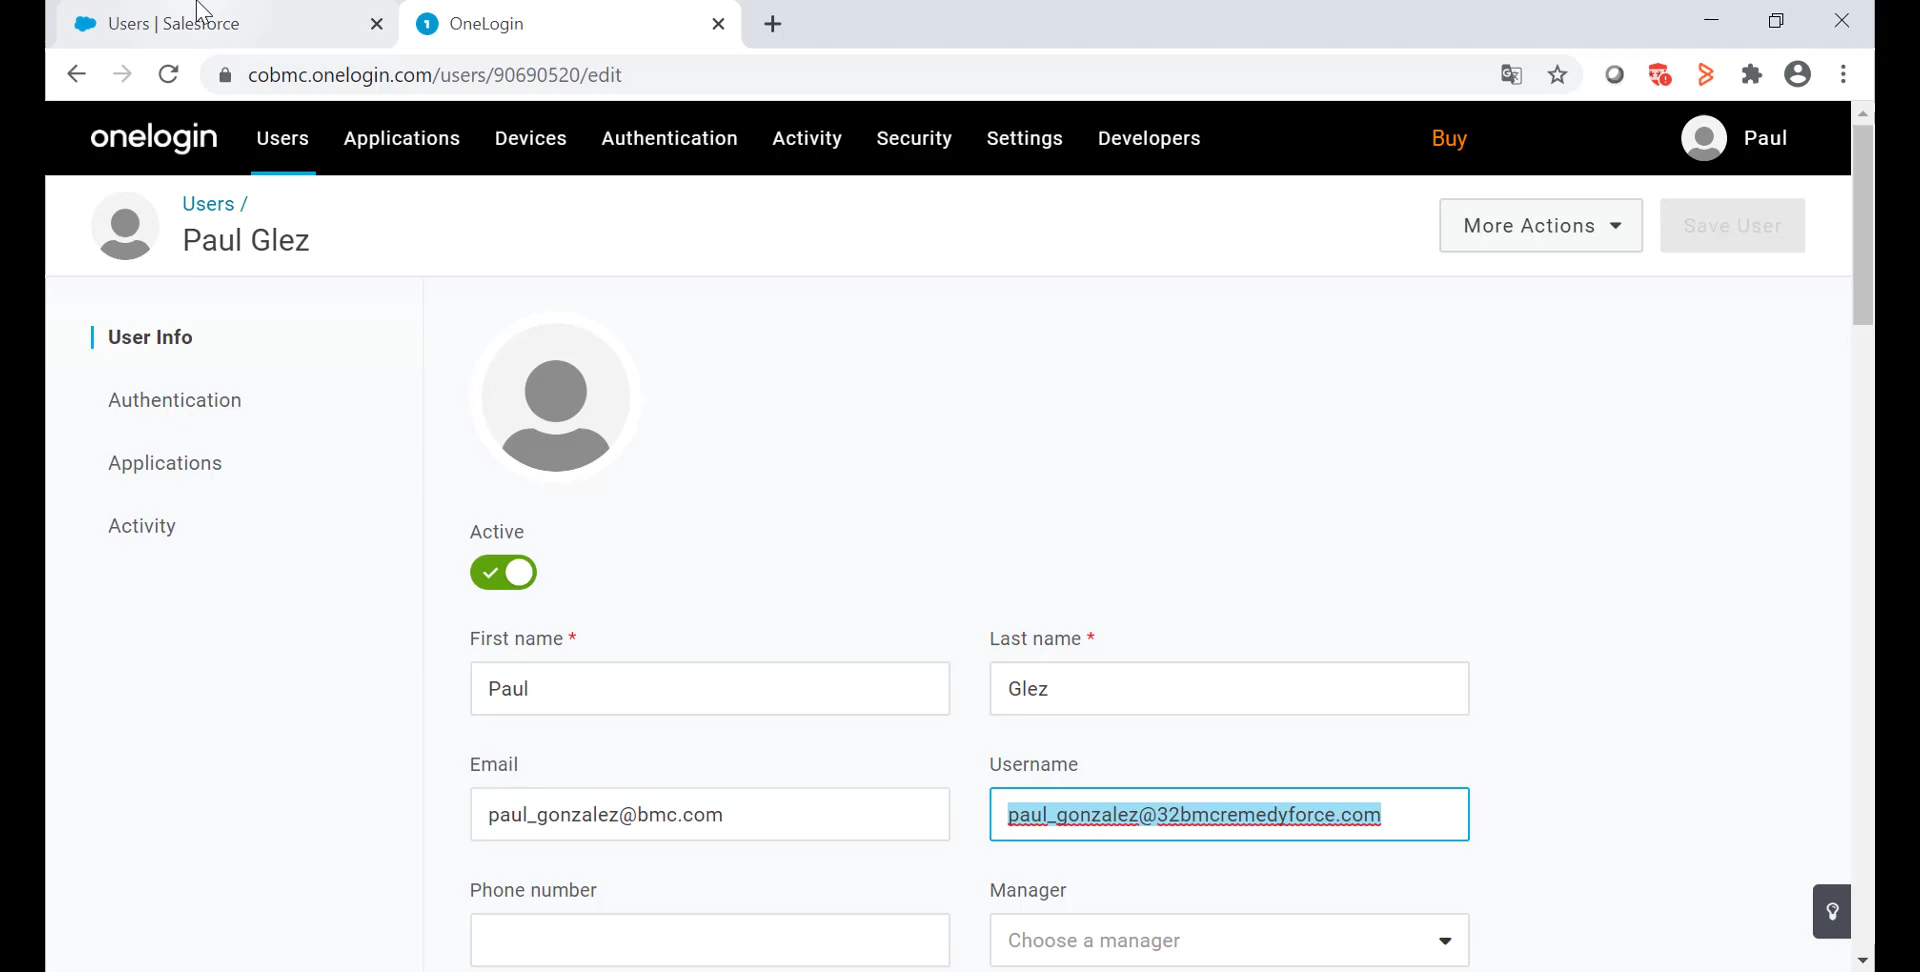 Users | Salesforce
1 OneLogin
cobmc.onelogin.com/users/90690520/edit
onelogin Users Applications Devices Authentication Activity Security Settings Developers Buy Paul
Users /
Paul Glez
More Actions
Save User
User Info
Authentication
Applications
Activity
Active
First name *
Last name *
Paul
Glez
Email
Username
paul_gonzalez@bmc.com
paul_gonzalez@32bmcremedyforce.com
Phone number
Manager
Choose a manager